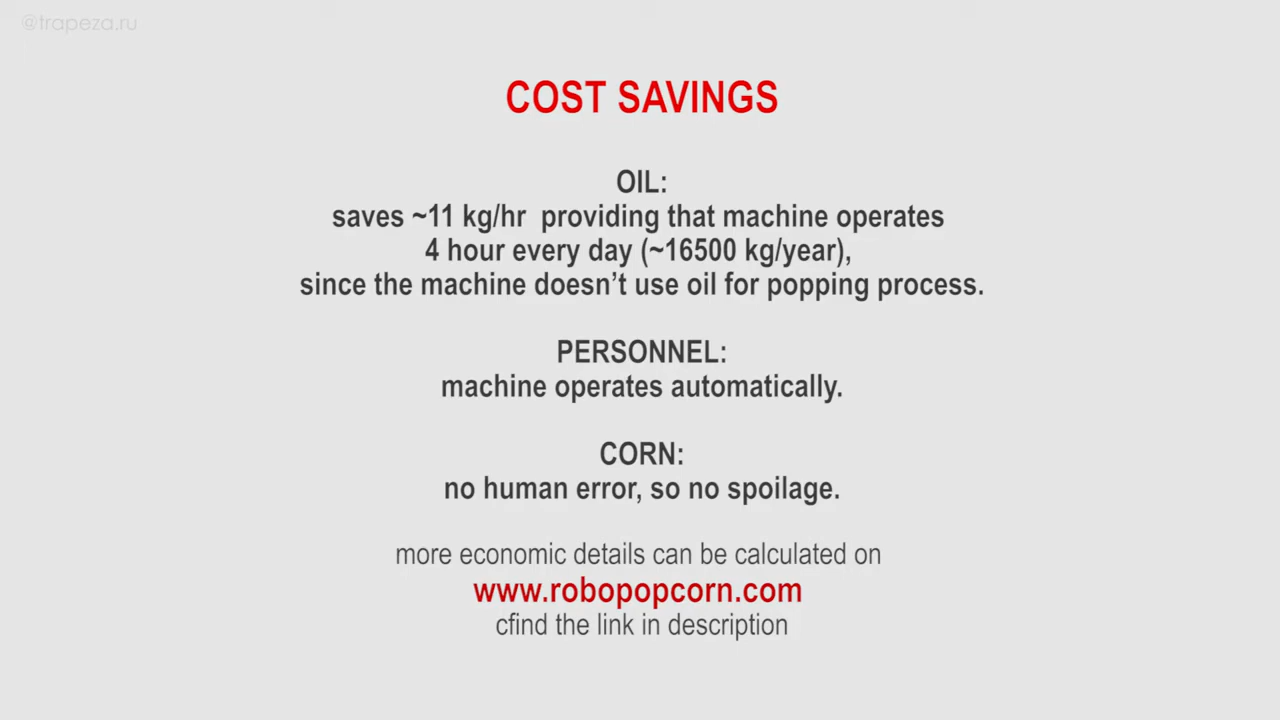 @trapeza.ru
COST SAVINGS
OIL:
saves ~11 kg/hr providing that machine operates
4 hour every day (~16500 kg/year),
since the machine doesn't use oil for popping process.
PERSONNEL:
machine operates automatically.
CORN:
no human error, so no spoilage.
more economic details can be calculated on
www.robopopcorn.com
cfind the link in description